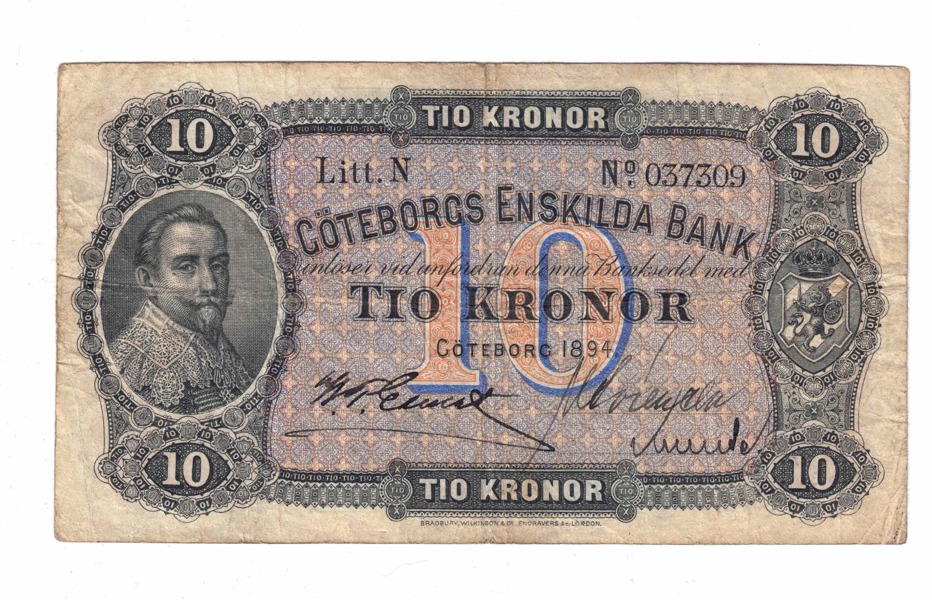 TIO KRONOR
10
10
Litt. N
Nº. 037309
GÖTEBORGS ENSKILDA BANK
10
inlöser vid anfordran denna Banksedel med
TIO KRONOR
GÖTEBORG 1894.
10
10
TIO KRONOR
BRADBURY, WILKINSON & Cº. ENGRAVERS &c. LONDON.